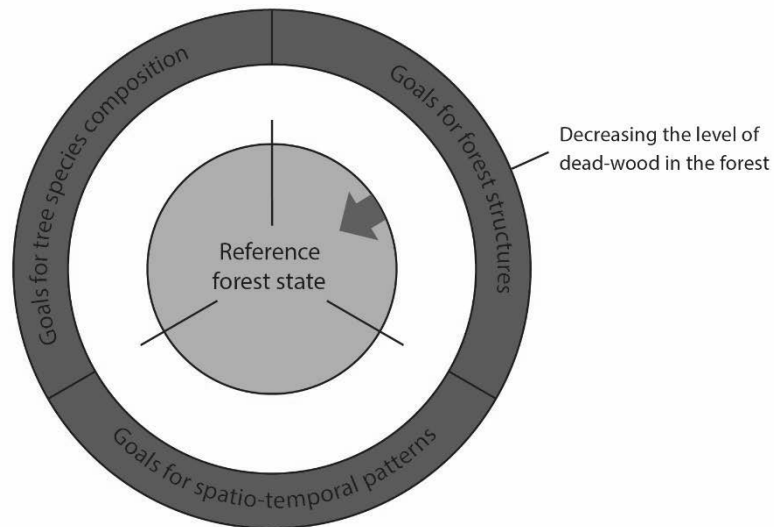 Goals for tree species composition
Goals for forest structures
Decreasing the level of
dead-wood in the forest
Reference
forest state
Goals for spatio-temporal patterns